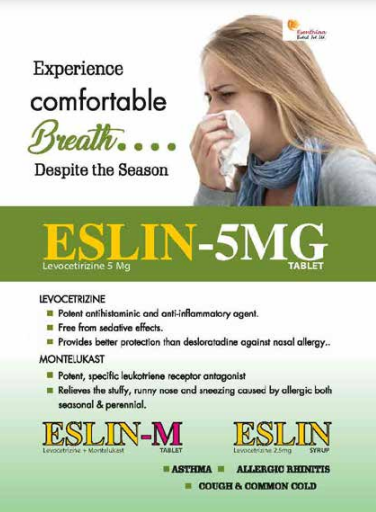 Experience
comfortable
Breath....
Despite the Season
ESLIN-5MG
Levocetirizine 5 Mg
TABLET
LEVOCETRIZINE
Potent antihistaminic and anti-inflammatory agent.
Free from sedative effects.
Provides better protection than desloratadine against nasal allergy..
MONTELUKAST
Potent, specific leukotriene receptor antagonist
Relieves the stuffy, runny nose and sneezing caused by allergic both
seasonal & perennial.
ESLIN-M ESLIN
Levocetrizine + Montelukast TABLET Levocetrizine 2.5mg SYRUP
ASTHMA ALLERGIC RHINITIS
COUGH & COMMON COLD